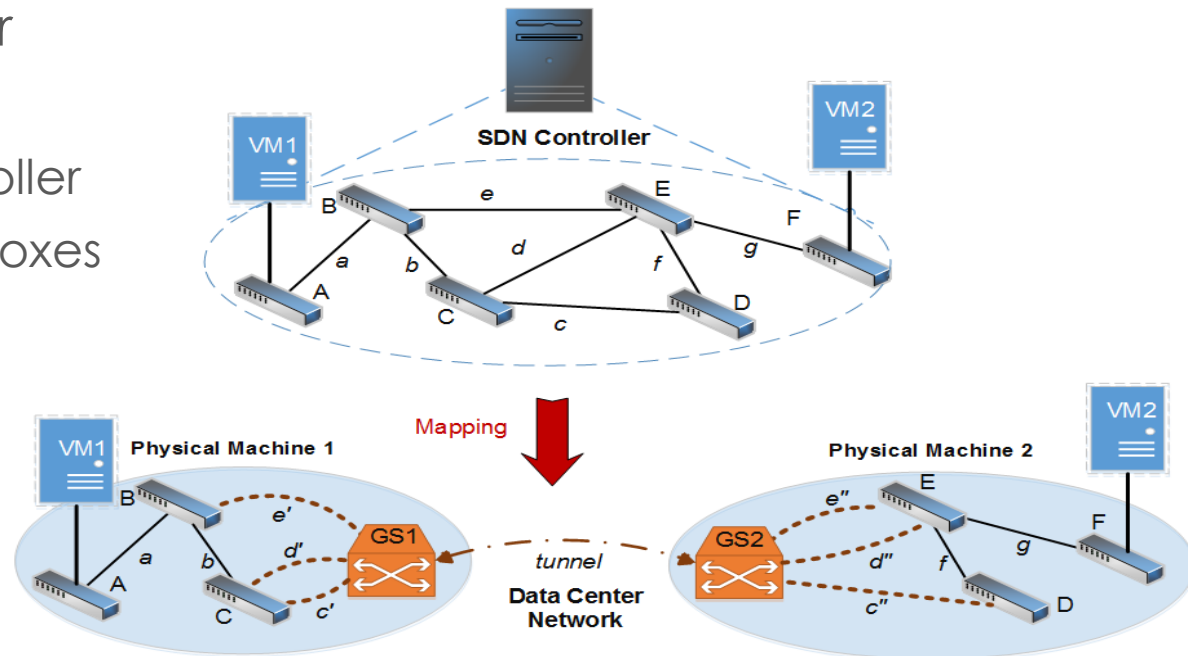 r
oller
oxes
SDN Controller
VM1
VM2
B
e
E
F
a
b
d
f
g
A
C
c
D
Mapping
VM1
Physical Machine 1
B
e'
GS1
a
b
d'
A
C
c'
tunnel
Data Center
Network
Physical Machine 2
VM2
E
e"
GS2
F
g
d"
f
c"
D